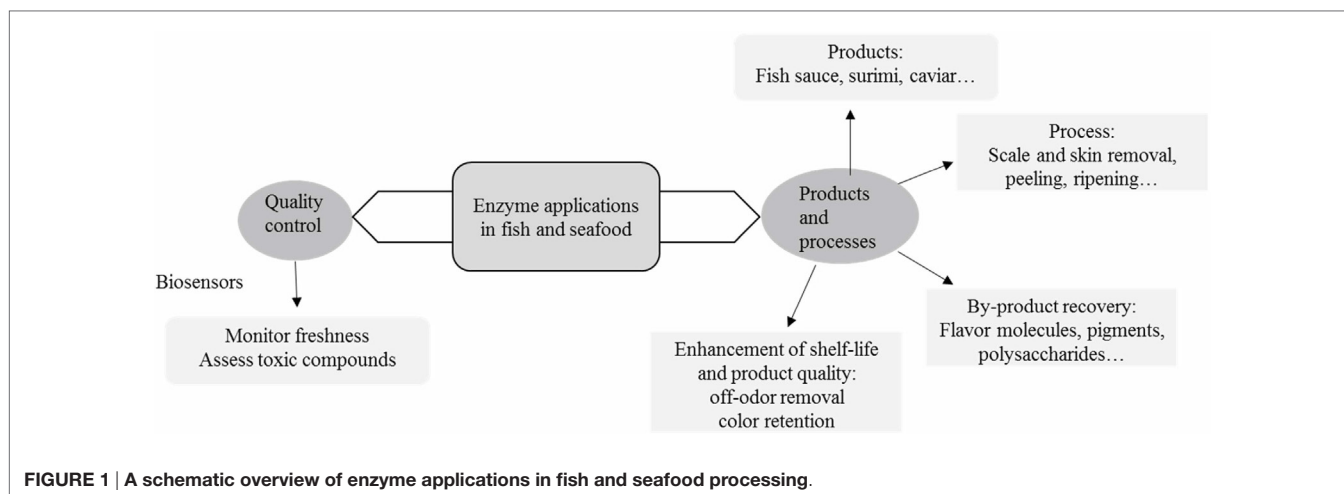 Products:
Fish sauce, surimi, caviar…
Process:
Scale and skin removal,
peeling, ripening…
Quality
control
Enzyme applications
in fish and seafood
Products
and
processes
Biosensors
Monitor freshness
Assess toxic compounds
By-product recovery:
Flavor molecules, pigments,
polysaccharides…
Enhancement of shelf-life
and product quality:
off-odor removal
color retention
FIGURE 1 | A schematic overview of enzyme applications in fish and seafood processing.